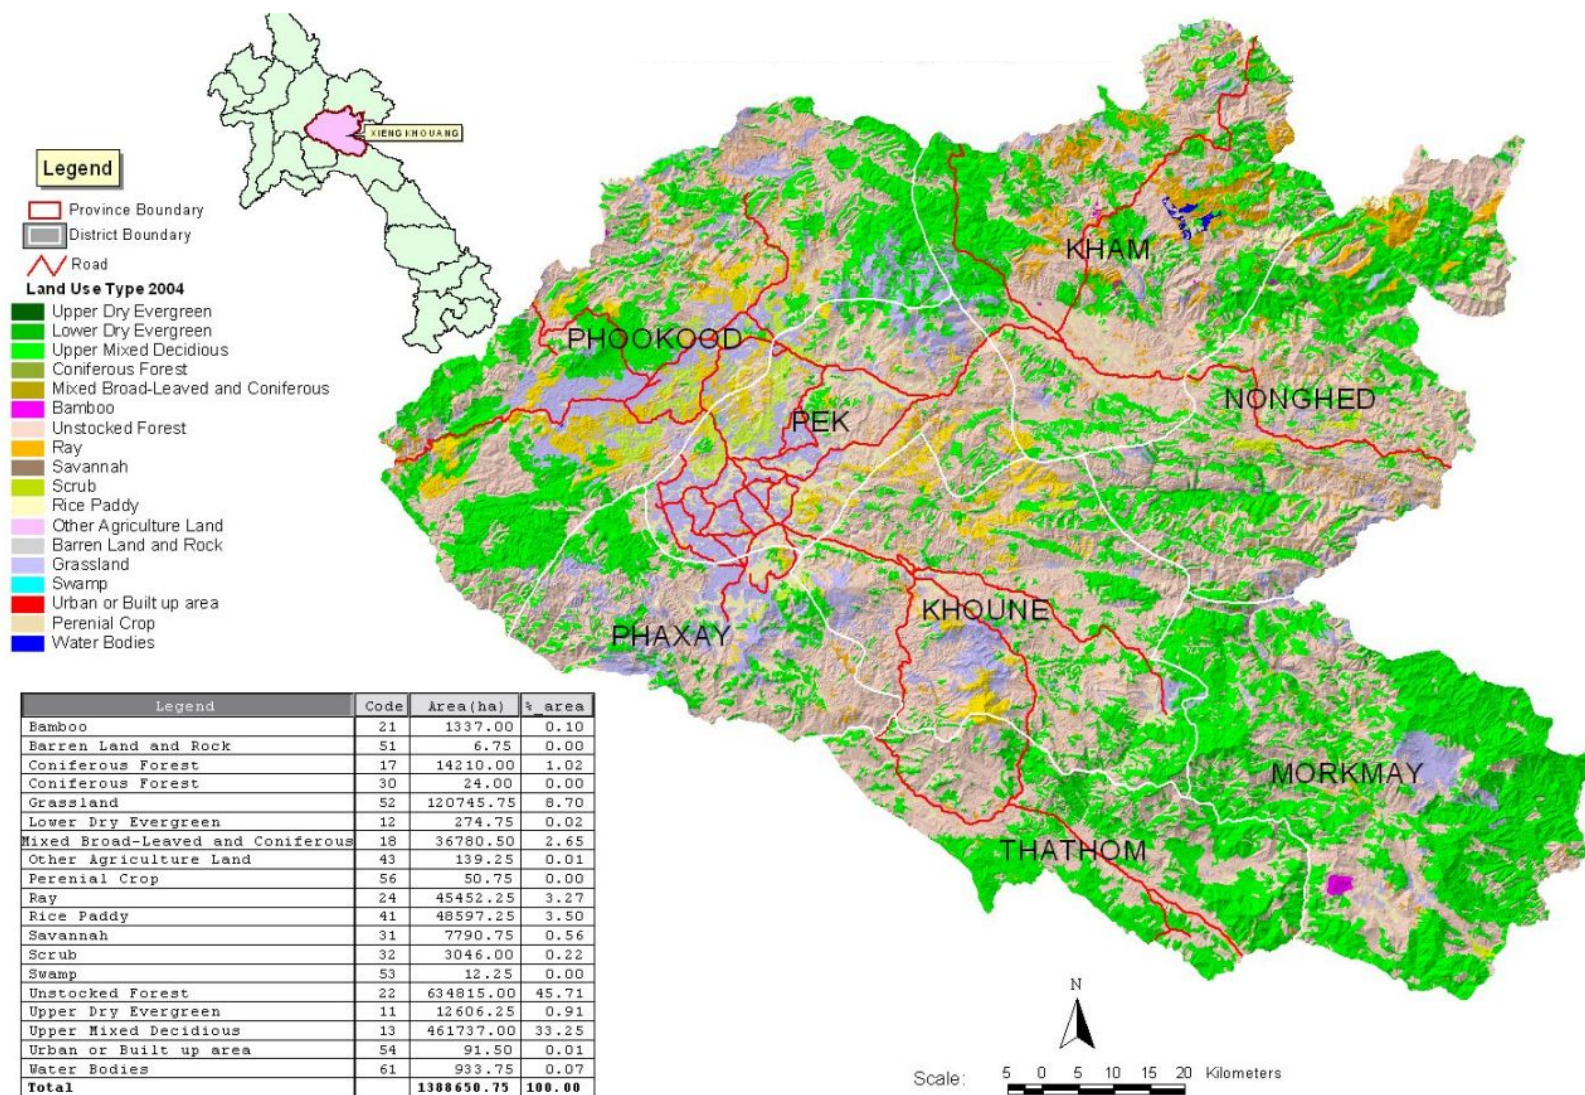 XIENGKHOUANG
Legend
Province Boundary
District Boundary
Road
Land Use Type 2004
Upper Dry Evergreen
Lower Dry Evergreen
Upper Mixed Decidious
Coniferous Forest
Mixed Broad-Leaved and Coniferous
Bamboo
Unstocked Forest
Ray
Savannah
Scrub
Rice Paddy
Other Agriculture Land
Barren Land and Rock
Grassland
Swamp
Urban or Built up area
Perenial Crop
Water Bodies
KHAM
PHOOKOOD
NONGHED
PEK
KHOUNE
PHAXAY
MORKMAY
THATHOM
Legend Code Area(ha) %_area
Bamboo 21 1337.00 0.10
Barren Land and Rock 51 6.75 0.00
Coniferous Forest 17 14210.00 1.02
Coniferous Forest 30 24.00 0.00
Grassland 52 120745.75 8.70
Lower Dry Evergreen 12 274.75 0.02
Mixed Broad-Leaved and Coniferous 18 36780.50 2.65
Other Agriculture Land 43 139.25 0.01
Perenial Crop 56 50.75 0.00
Ray 24 45452.25 3.27
Rice Paddy 41 48597.25 3.50
Savannah 31 7790.75 0.56
Scrub 32 3046.00 0.22
Swamp 53 12.25 0.00
Unstocked Forest 22 634815.00 45.71
Upper Dry Evergreen 11 12606.25 0.91
Upper Mixed Decidious 13 461737.00 33.25
Urban or Built up area 54 91.50 0.01
Water Bodies 61 933.75 0.07
Total 1388650.75 100.00
N
Scale: 5 0 5 10 15 20 Kilometers